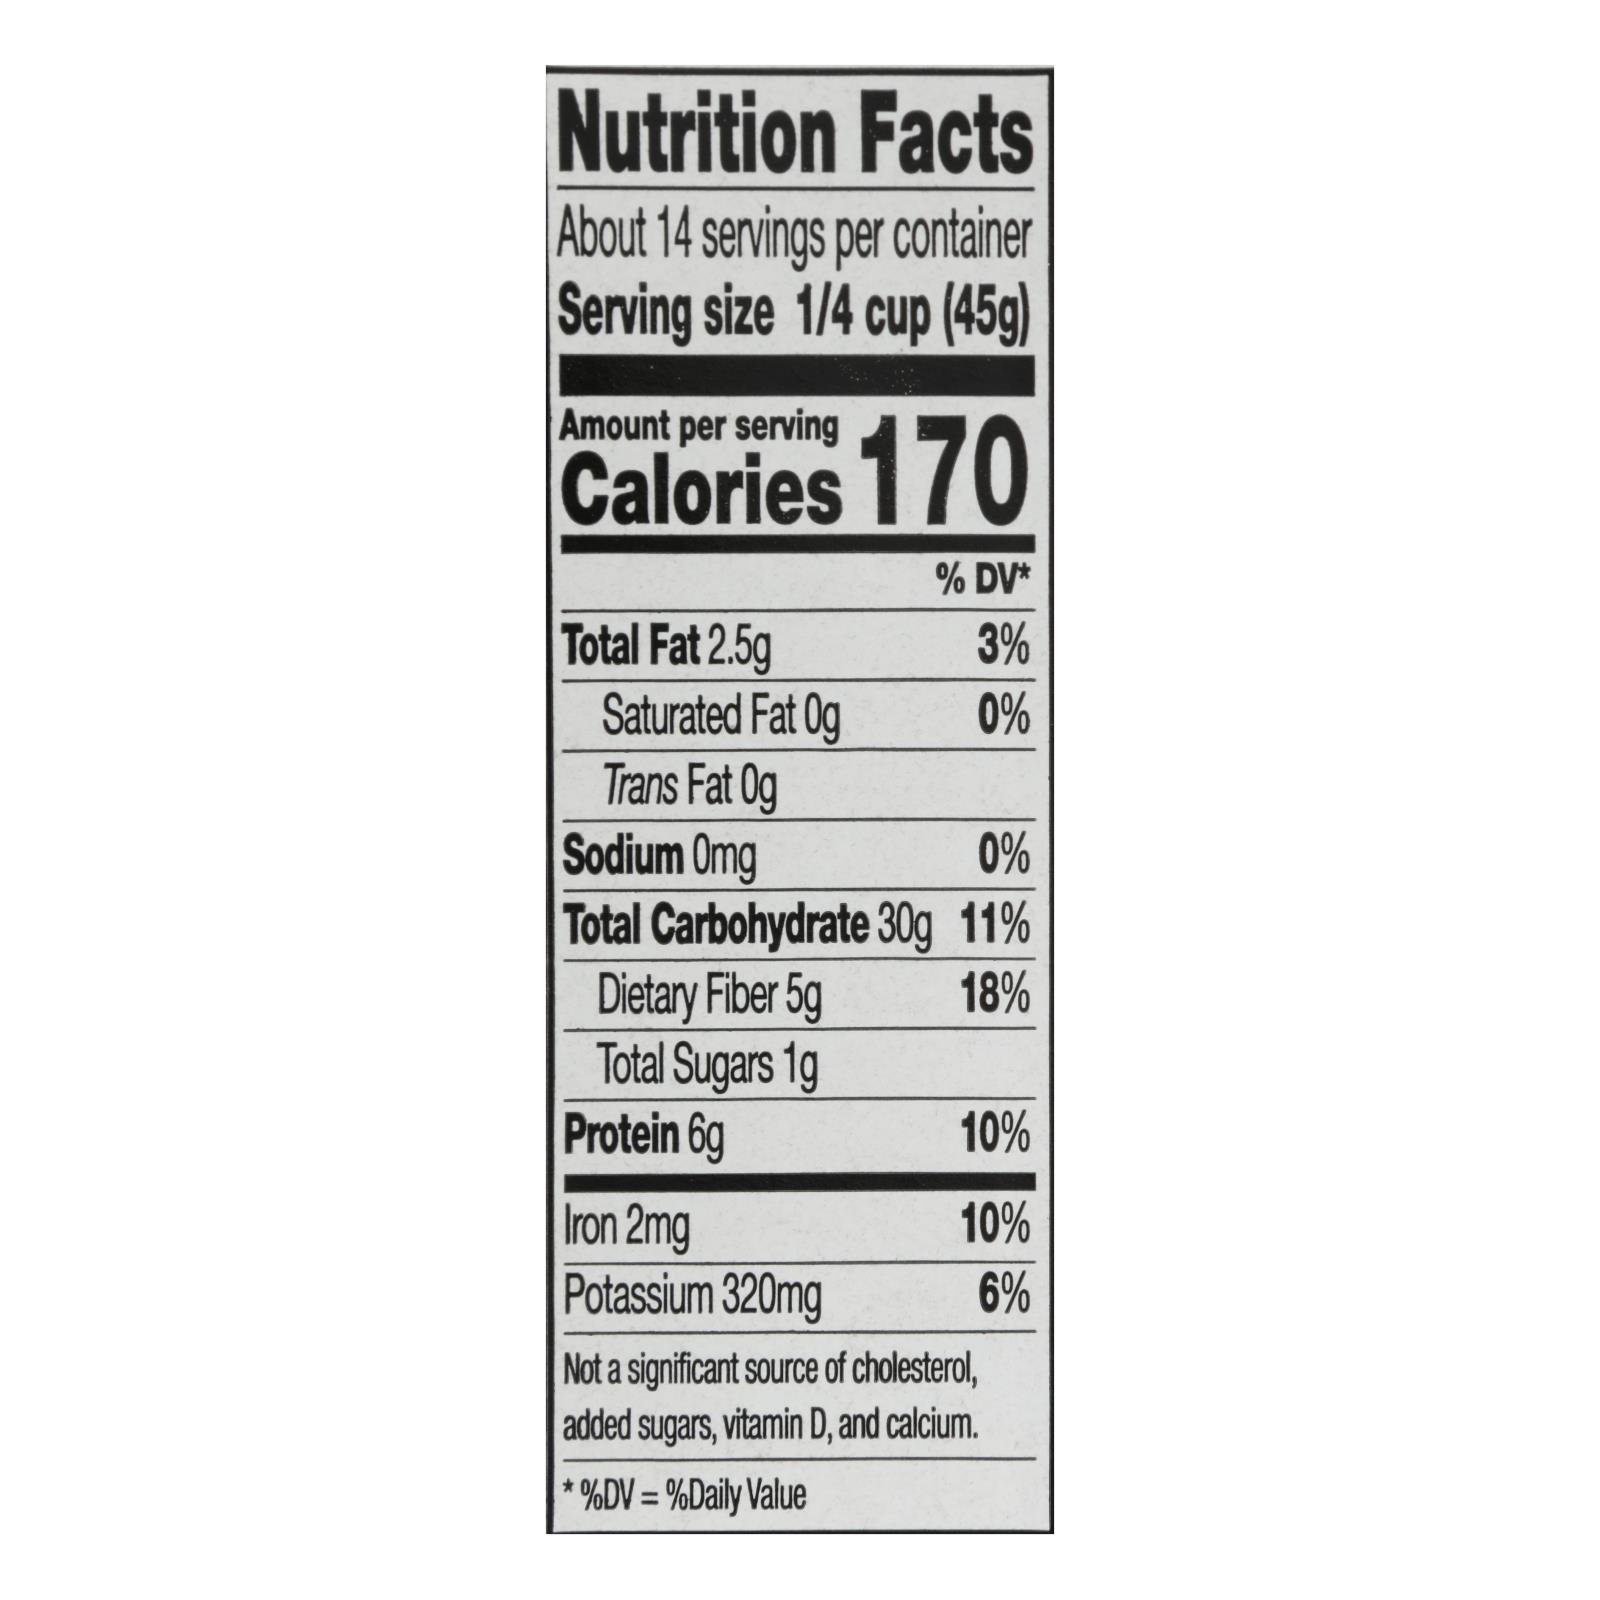 Nutrition Facts
About 14 servings per container
Serving size 1/4 cup (45g)
Amount per serving
Calories 170
% DV*
Total Fat 2.5g 3%
Saturated Fat 0g 0%
Trans Fat 0g
Sodium 0mg 0%
Total Carbohydrate 30g 11%
Dietary Fiber 5g 18%
Total Sugars 1g
Protein 6g 10%
Iron 2mg 10%
Potassium 320mg 6%
Not a significant source of cholesterol,
added sugars, vitamin D, and calcium.
* %DV = %Daily Value